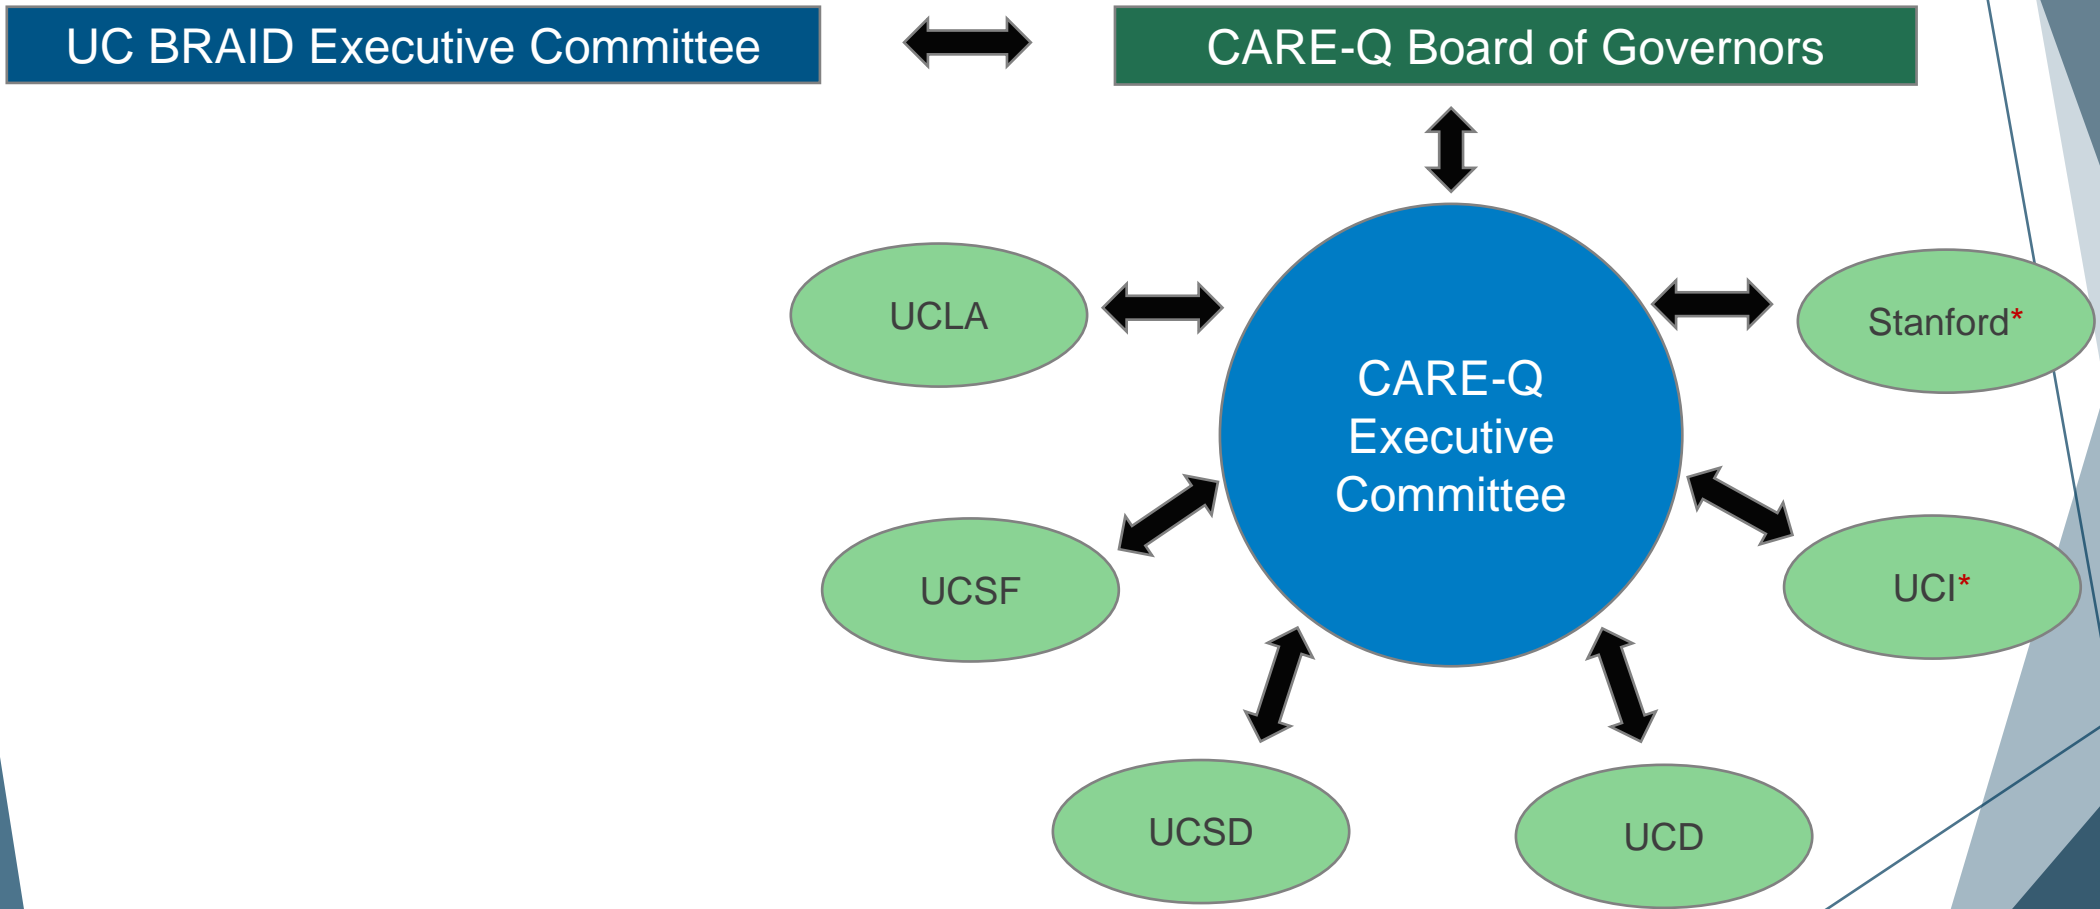 UC BRAID Executive Committee
CARE-Q Board of Governors
UCLA
Stanford*
CARE-Q
Executive
Committee
UCSF
UCI*
UCSD
UCD